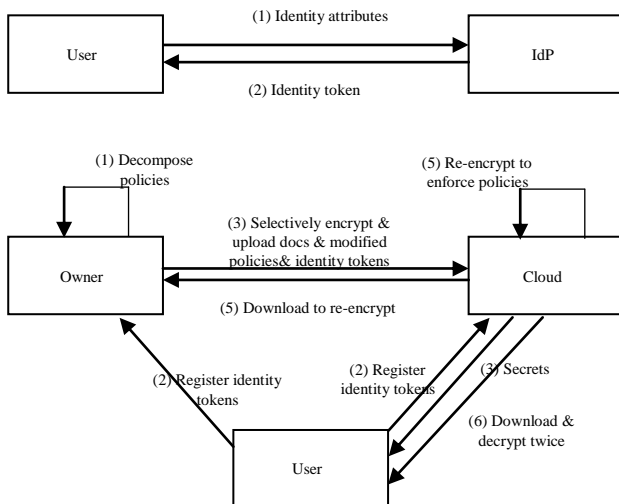 (1) Identity attributes
User
IdP
(2) Identity token
(1) Decompose
policies
(5) Re-encrypt to
enforce policies
(3) Selectively encrypt &
upload docs & modified
policies& identity tokens
Owner
Cloud
(5) Download to re-encrypt
(2) Register identity
tokens
(2) Register
identity tokens
(3) Secrets
(6) Download &
decrypt twice
User